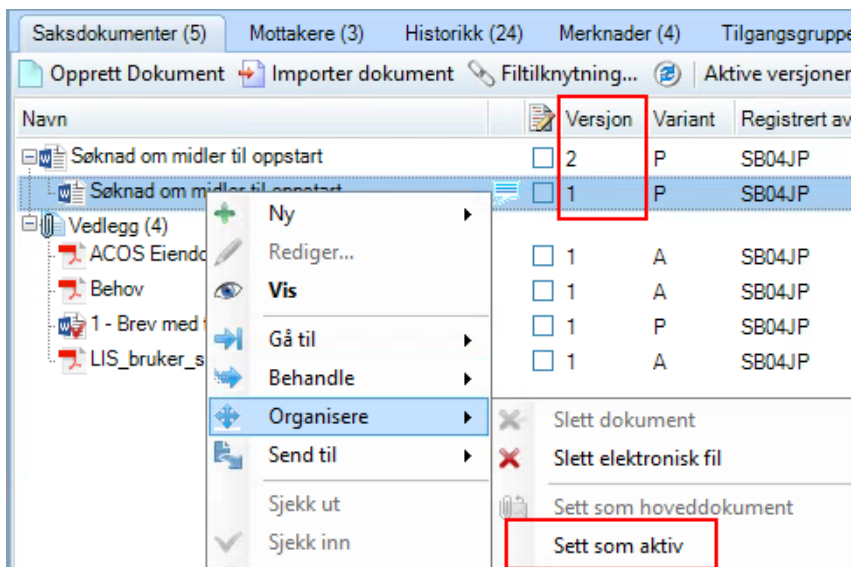 Saksdokumenter (5) Mottakere (3) Historikk (24) Merknader (4) Tilgangsgruppe
Opprett Dokument Importer dokument Filtilknytning... Aktive versjoner
Navn Versjon Variant Registrert av
Søknad om midler til oppstart 2 P SB04JP
Søknad om midler til oppstart 1 P SB04JP
Vedlegg (4)
ACOS Eiendo 1 A SB04JP
Behov 1 A SB04JP
1 - Brev med 1 P SB04JP
LIS_bruker_s 1 A SB04JP
Ny
Rediger...
Vis
Gå til
Behandle
Organisere
Send til
Sjekk ut
Sjekk inn
Slett dokument
Slett elektronisk fil
Sett som hoveddokument
Sett som aktiv